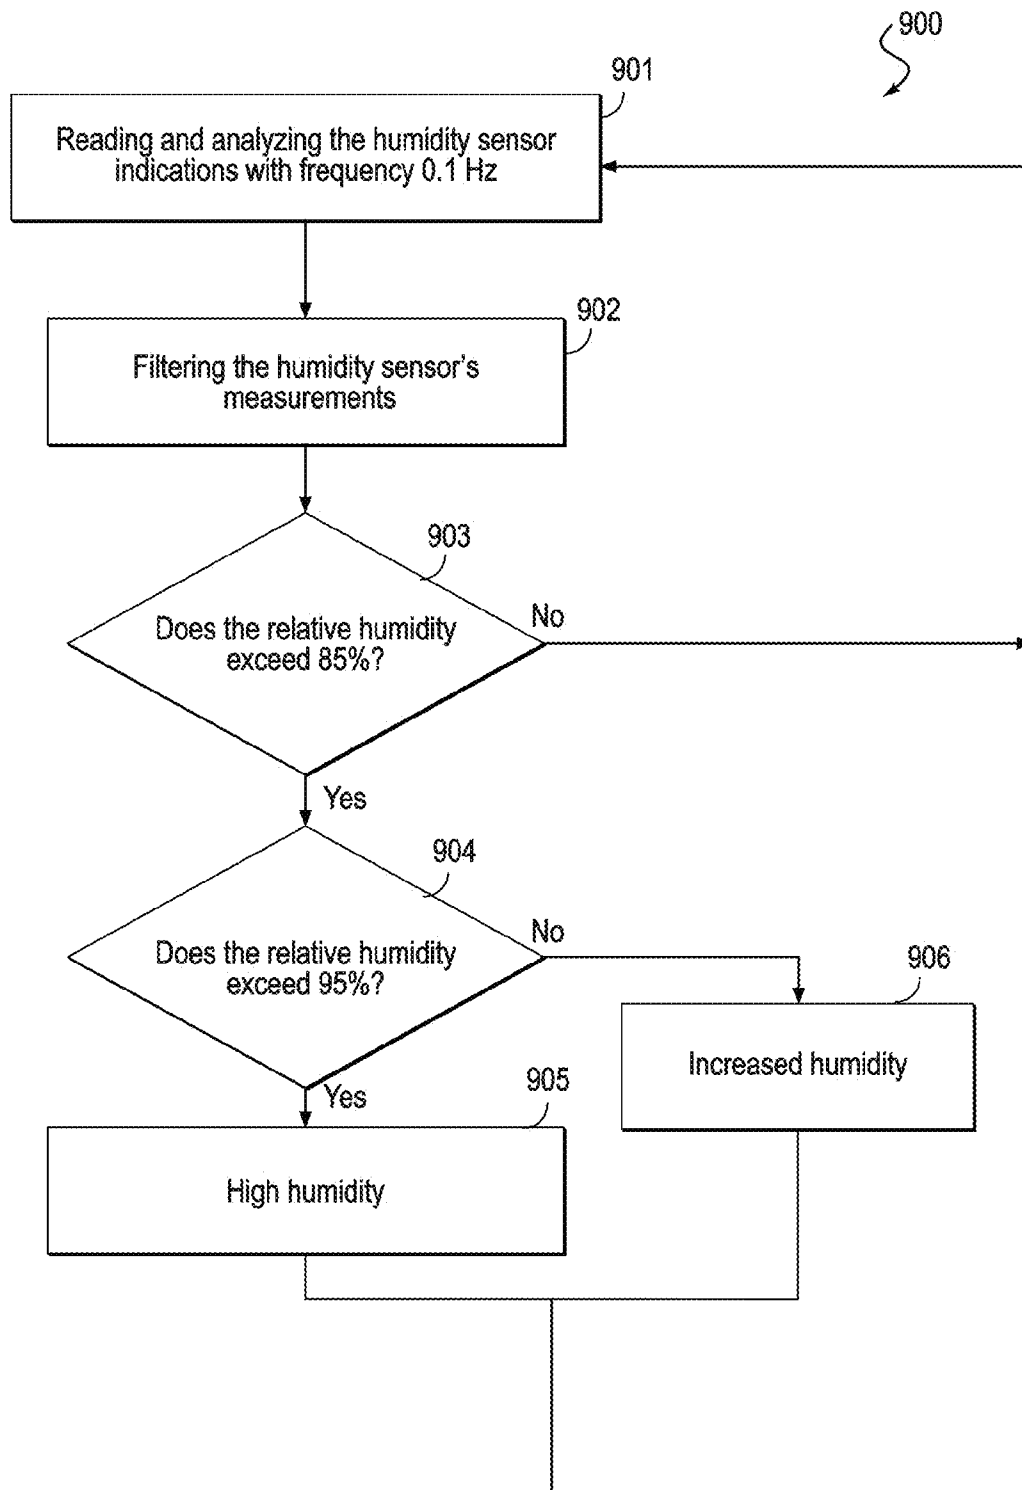 900
901
Reading and analyzing the humidity sensor
indications with frequency 0.1 Hz
902
Filtering the humidity sensor's
measurements
903
Does the relative humidity
exceed 85%?
No
Yes
904
Does the relative humidity
exceed 95%?
No
906
Increased humidity
Yes
905
High humidity